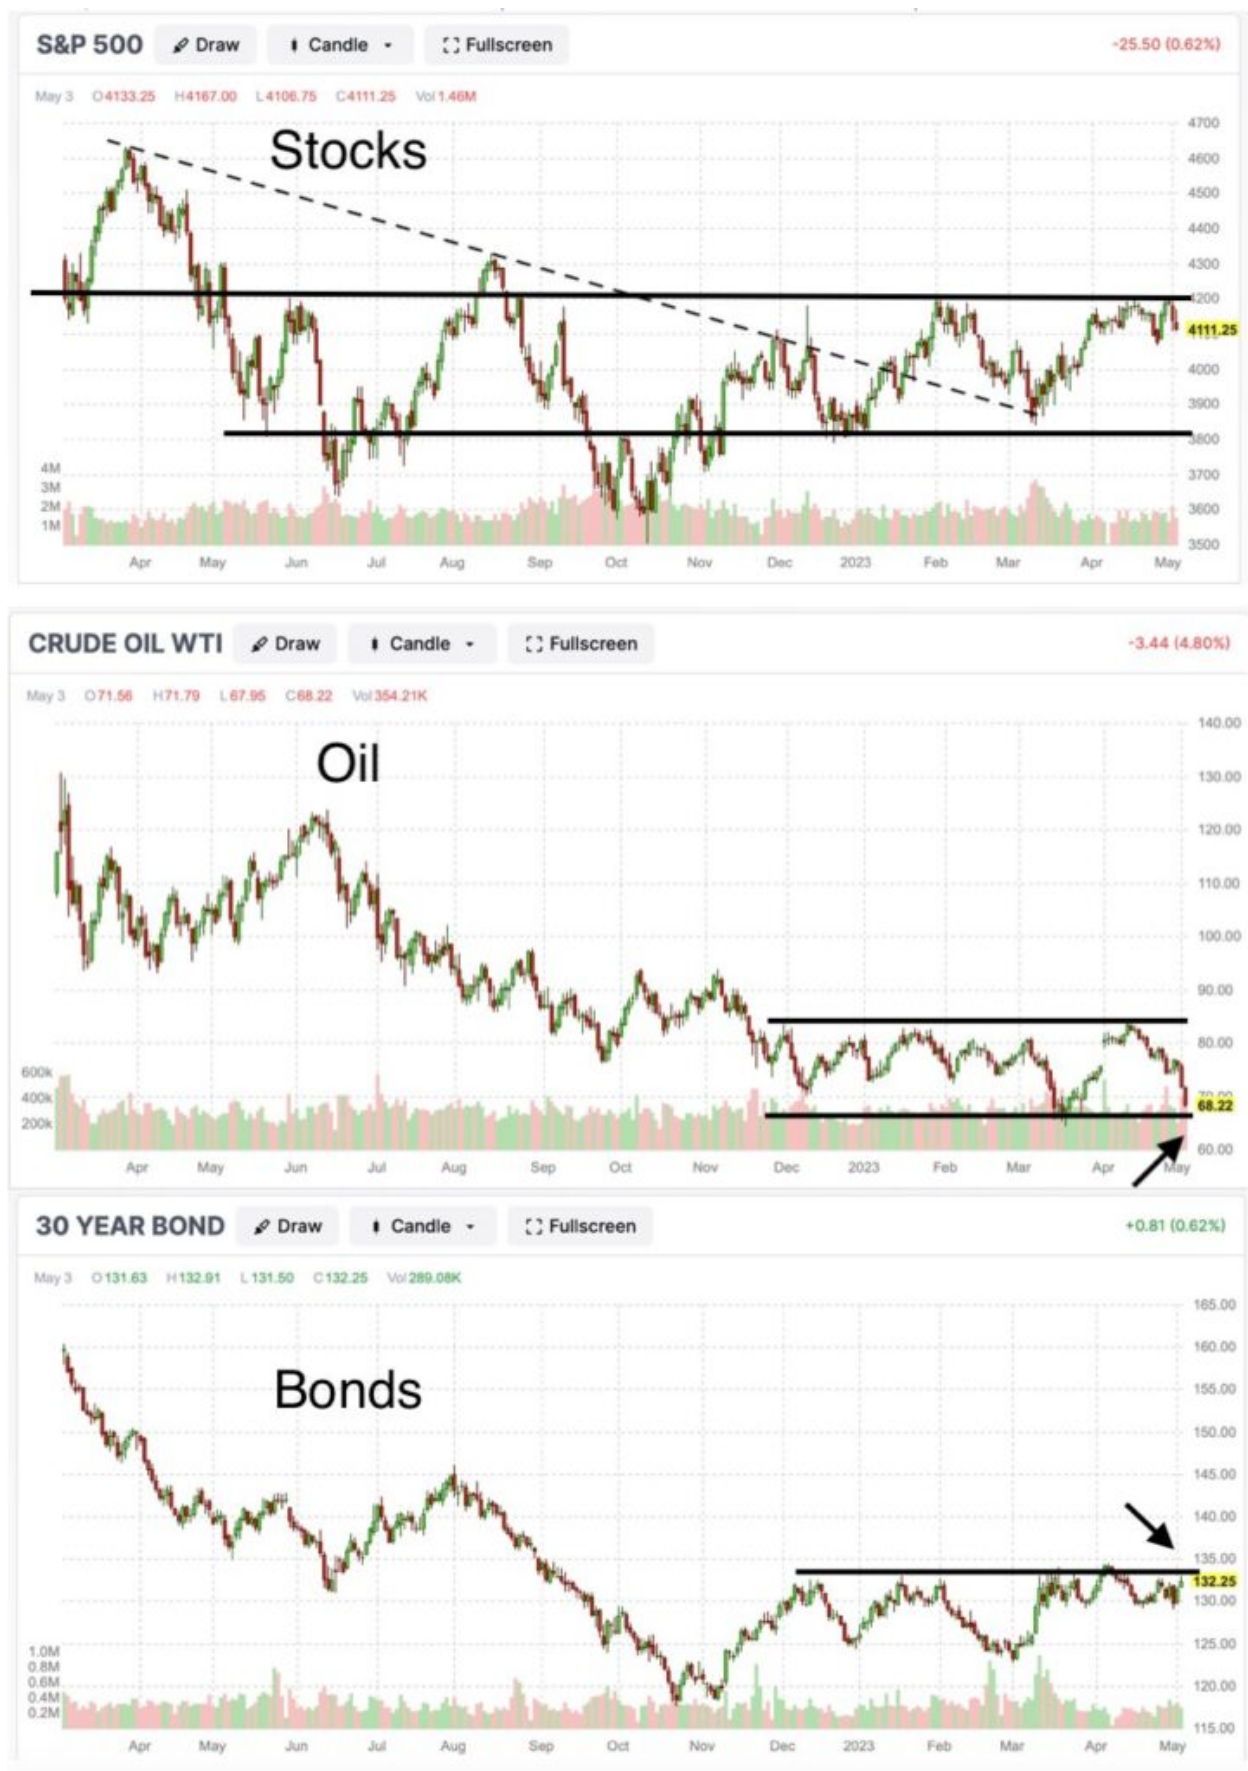 S&P 500 Draw Candle Fullscreen -25.50 (0.62%)
May 3 O4133.25 H4167.00 L4106.75 C4111.25 Vol 1.46M
Stocks
4700
4600
4500
4400
4300
4200
4111.25
4000
3900
3800
3700
3600
3500
4M
3M
2M
1M
Apr May Jun Jul Aug Sep Oct Nov Dec 2023 Feb Mar Apr May
CRUDE OIL WTI Draw Candle Fullscreen -3.44 (4.80%)
May 3 O71.56 H71.79 L67.95 C68.22 Vol 354.21K
Oil
140.00
130.00
120.00
110.00
100.00
90.00
80.00
70.00
68.22
60.00
600k
400k
200k
Apr May Jun Jul Aug Sep Oct Nov Dec 2023 Feb Mar Apr May
30 YEAR BOND Draw Candle Fullscreen +0.81 (0.62%)
May 3 O131.63 H132.91 L131.50 C132.25 Vol 289.08K
Bonds
165.00
160.00
155.00
150.00
145.00
140.00
135.00
132.25
130.00
125.00
120.00
115.00
1.0M
0.8M
0.6M
0.4M
0.2M
Apr May Jun Jul Aug Sep Oct Nov Dec 2023 Feb Mar Apr May